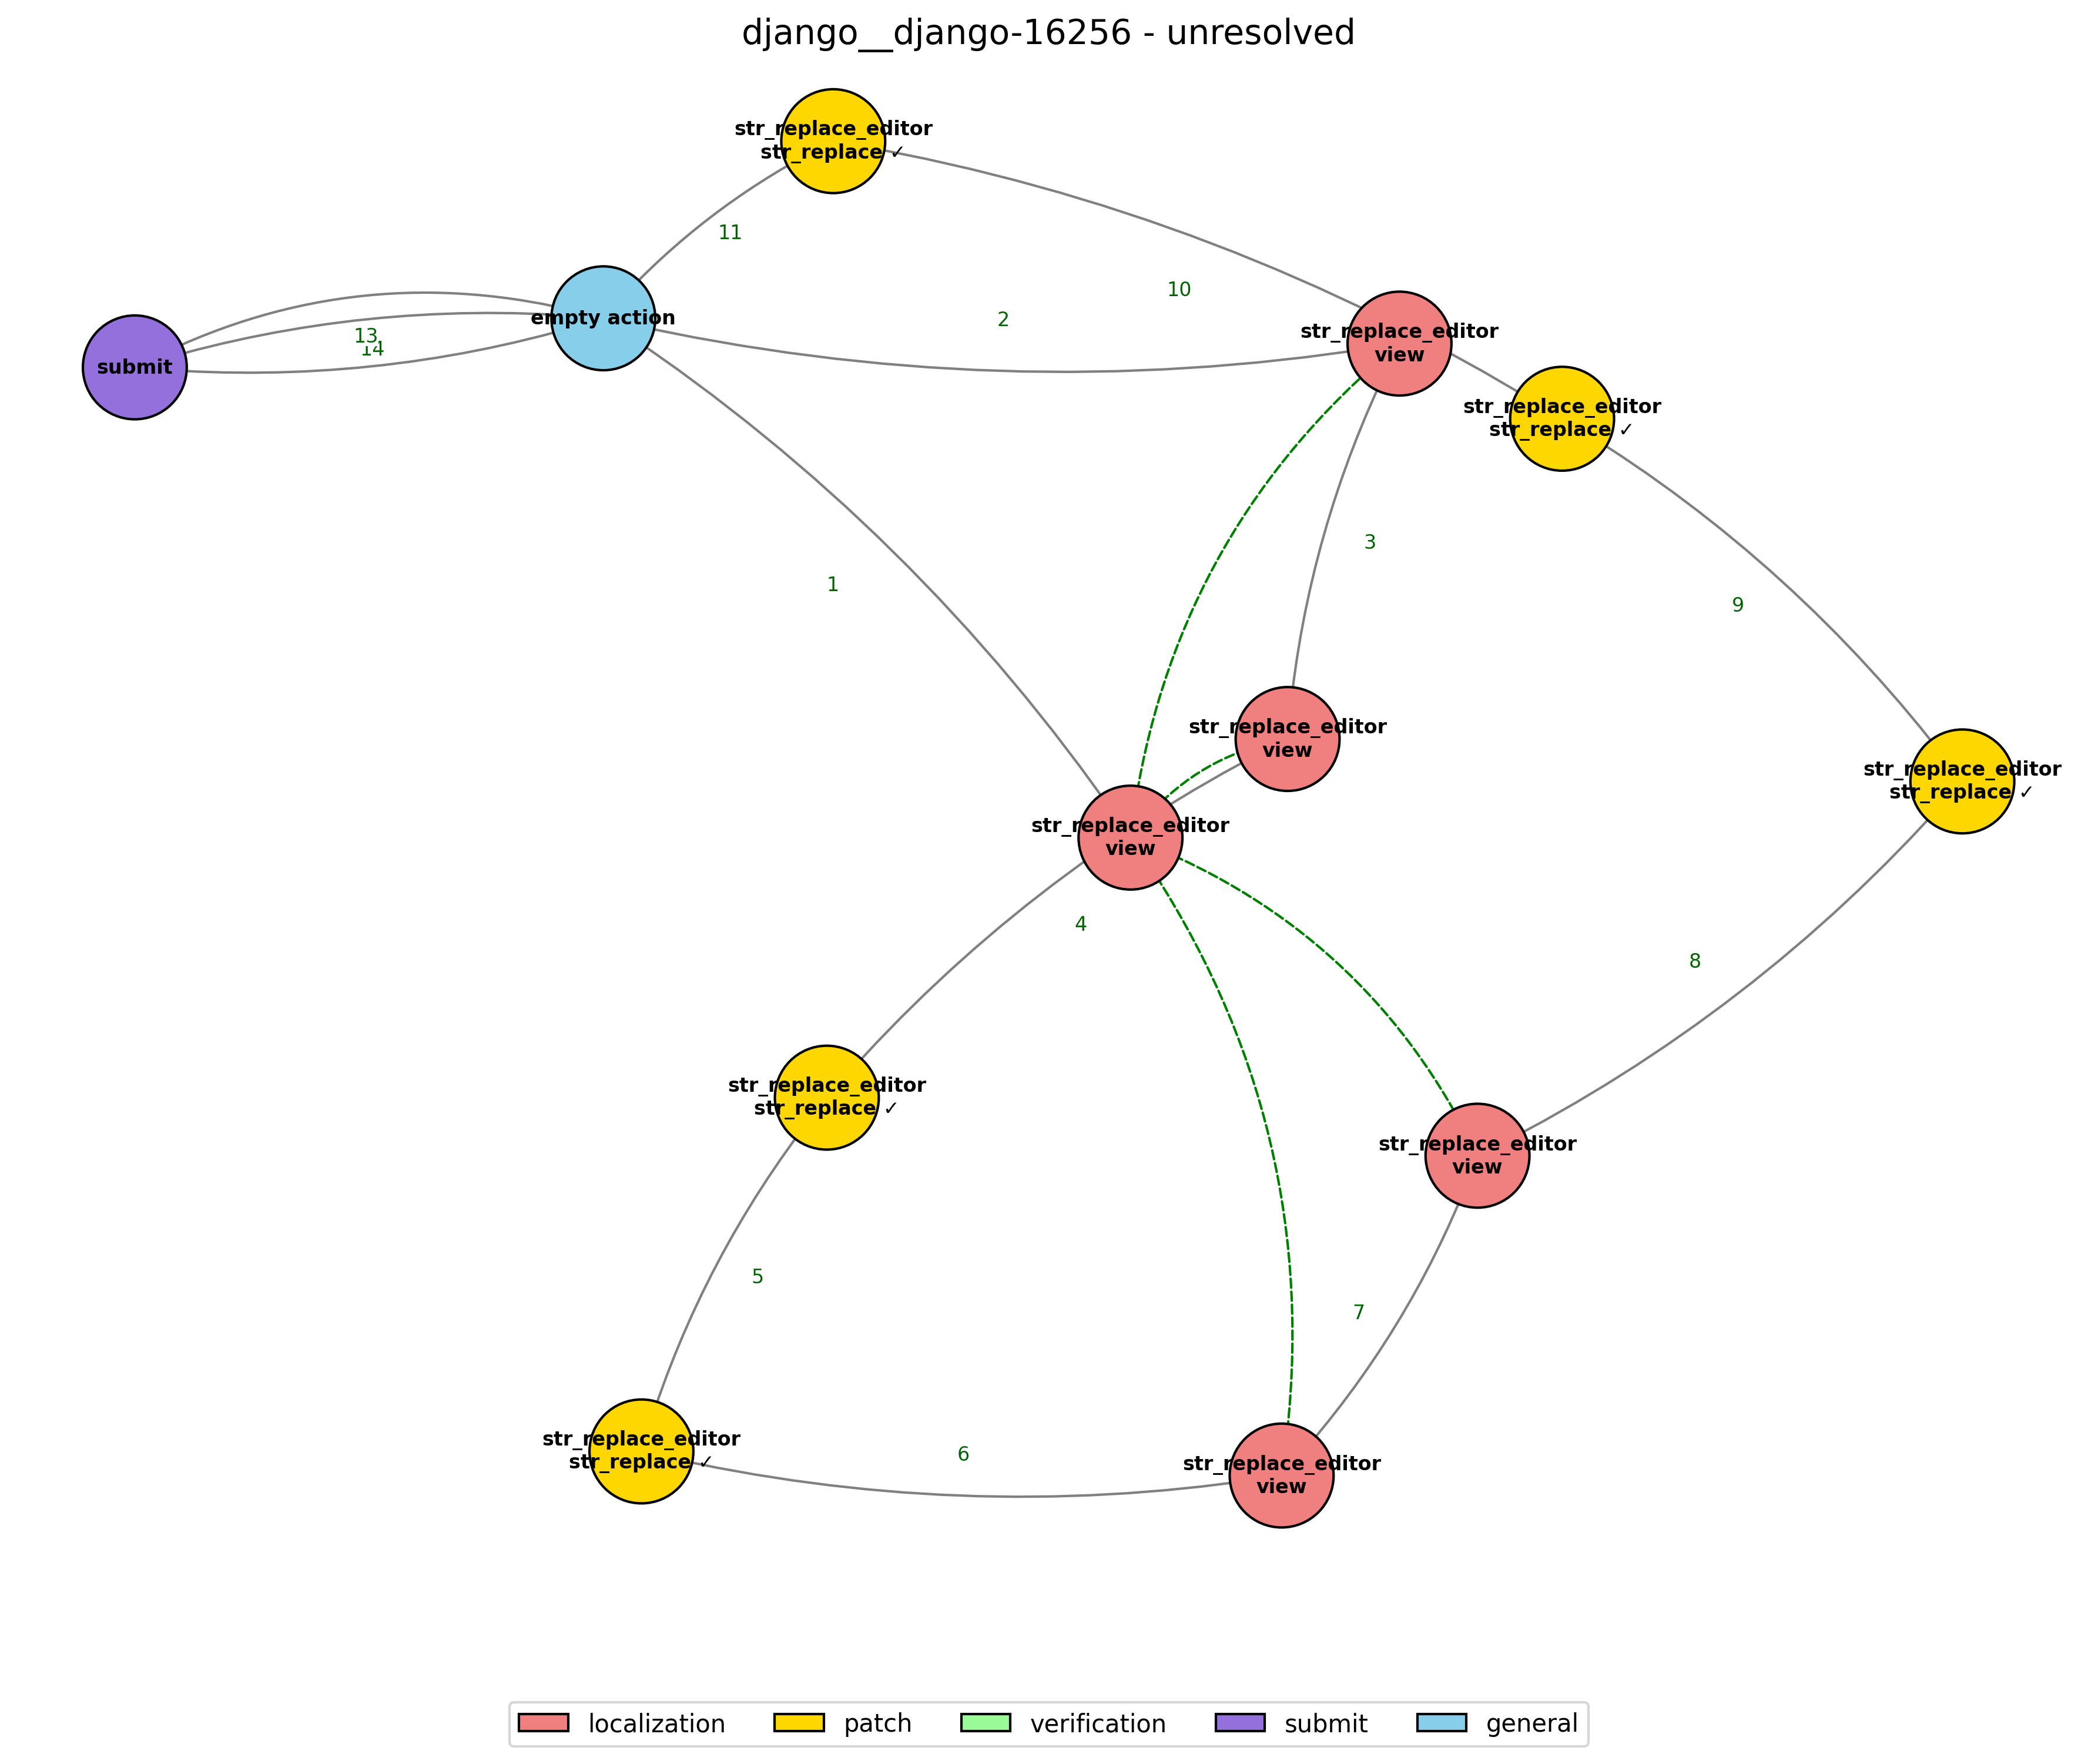 django__django-16256 - unresolved
str_replace_editor
str_replace ✓
11
10
2
empty action
str_replace_editor
view
13
14
submit
str_replace_editor
str_replace ✓
3
1
9
str_replace_editor
view
str_replace_editor
str_replace ✓
str_replace_editor
view
4
8
str_replace_editor
str_replace ✓
str_replace_editor
view
5
7
str_replace_editor
str_replace ✓
6
str_replace_editor
view
localization
patch
verification
submit
general